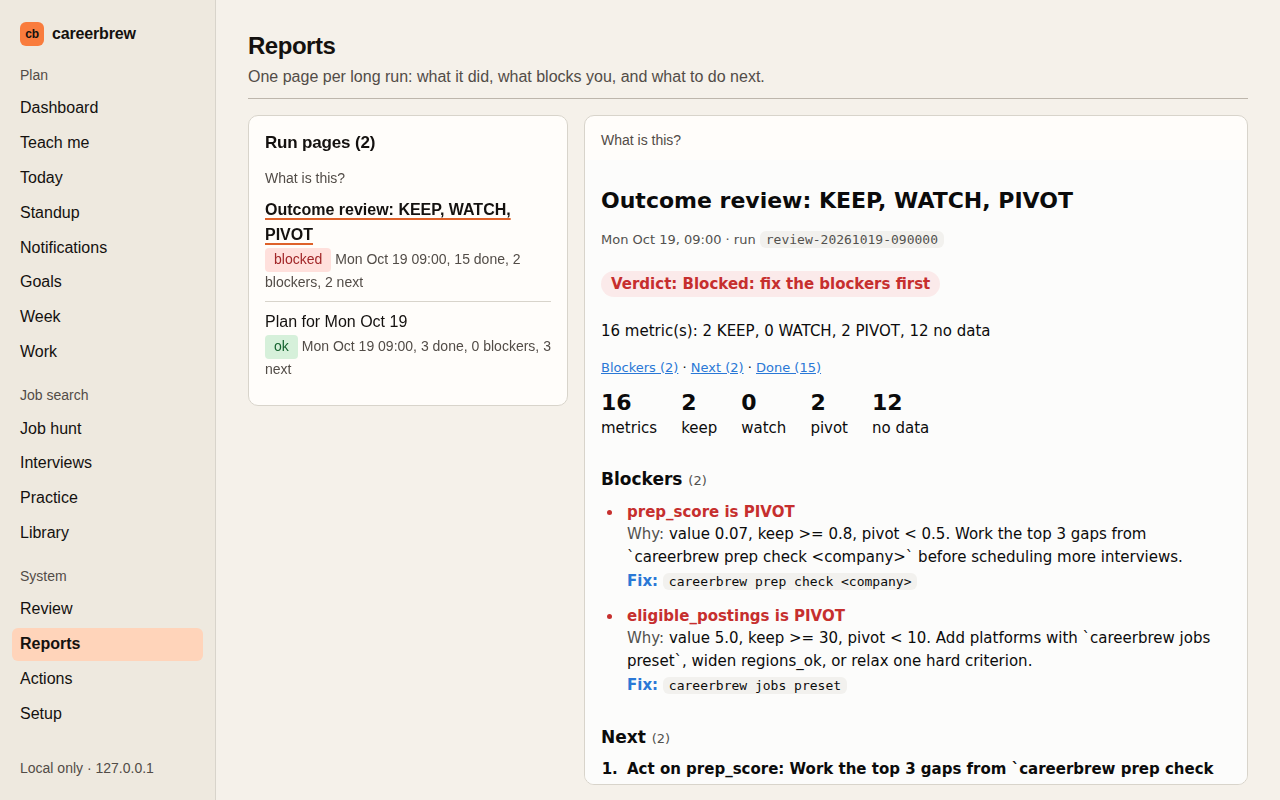 cb careerbrew
Plan
Dashboard
Teach me
Today
Standup
Notifications
Goals
Week
Work
Job search
Job hunt
Interviews
Practice
Library
System
Review
Reports
Actions
Setup
Local only · 127.0.0.1
Reports
One page per long run: what it did, what blocks you, and what to do next.
Run pages (2)
What is this?
Outcome review: KEEP, WATCH,
PIVOT
blocked Mon Oct 19 09:00, 15 done, 2
blockers, 2 next
Plan for Mon Oct 19
ok Mon Oct 19 09:00, 3 done, 0 blockers, 3
next
What is this?
Outcome review: KEEP, WATCH, PIVOT
Mon Oct 19, 09:00 · run review-20261019-090000
Verdict: Blocked: fix the blockers first
16 metric(s): 2 KEEP, 0 WATCH, 2 PIVOT, 12 no data
Blockers (2) · Next (2) · Done (15)
16 2 0 2 12
metrics keep watch pivot no data
Blockers (2)
• prep_score is PIVOT
Why: value 0.07, keep >= 0.8, pivot < 0.5. Work the top 3 gaps from
`careerbrew prep check <company>` before scheduling more interviews.
Fix: careerbrew prep check <company>
• eligible_postings is PIVOT
Why: value 5.0, keep >= 30, pivot < 10. Add platforms with `careerbrew jobs
preset`, widen regions_ok, or relax one hard criterion.
Fix: careerbrew jobs preset
Next (2)
1. Act on prep_score: Work the top 3 gaps from `careerbrew prep check